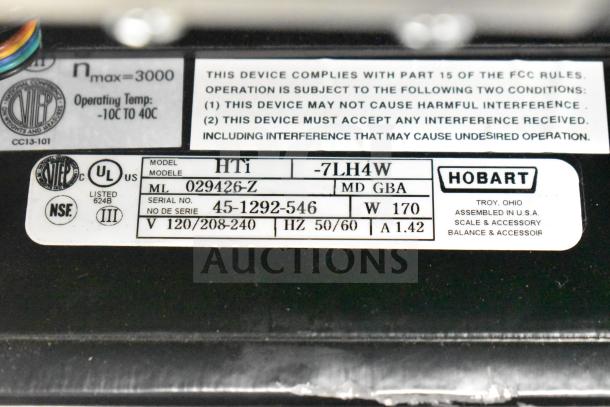 nmax=3000
Operating Temp:
-10C TO 40C
NTEP
CC13-101
THIS DEVICE COMPLIES WITH PART 15 OF THE FCC RULES.
OPERATION IS SUBJECT TO THE FOLLOWING TWO CONDITIONS:
(1) THIS DEVICE MAY NOT CAUSE HARMFUL INTERFERENCE .
(2) THIS DEVICE MUST ACCEPT ANY INTERFERENCE RECEIVED.
INCLUDING INTERFERENCE THAT MAY CAUSE UNDESIRED OPERATION.
NTEP
C UL US
LISTED
624B
NSF
III
MODEL
MODELE HTi -7LH4W
ML 029426-Z MD GBA
SERIAL NO.
NO DE SERIE 45-1292-546 W 170
V 120/208-240 HZ 50/60 A 1.42
HOBART
TROY, OHIO
ASSEMBLED IN U.S.A.
SCALE & ACCESSORY
BALANCE & ACCESSOIR
AUCTIONS